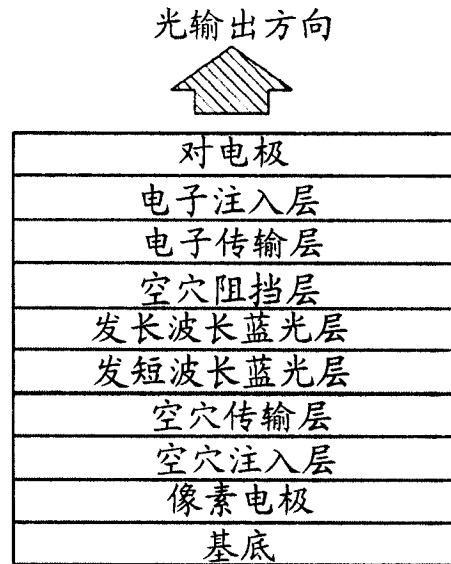 光输出方向
对电极
电子注入层
电子传输层
空穴阻挡层
发长波长蓝光层
发短波长蓝光层
空穴传输层
空穴注入层
像素电极
基底